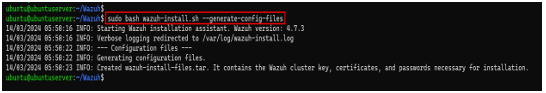 ubuntu@ubuntuserver:~/Wazuh$
ubuntu@ubuntuserver:~/Wazuh$ sudo bash wazuh-install.sh --generate-config-files
14/03/2024 05:50:16 INFO: Starting Wazuh installation assistant. Wazuh version: 4.7.3
14/03/2024 05:50:16 INFO: Verbose logging redirected to /var/log/wazuh-install.log
14/03/2024 05:50:22 INFO: --- Configuration files ---
14/03/2024 05:50:22 INFO: Generating configuration files.
14/03/2024 05:50:23 INFO: Created wazuh-install-files.tar. It contains the Wazuh cluster key, certificates, and passwords necessary for installation.
ubuntu@ubuntuserver:~/Wazuh$